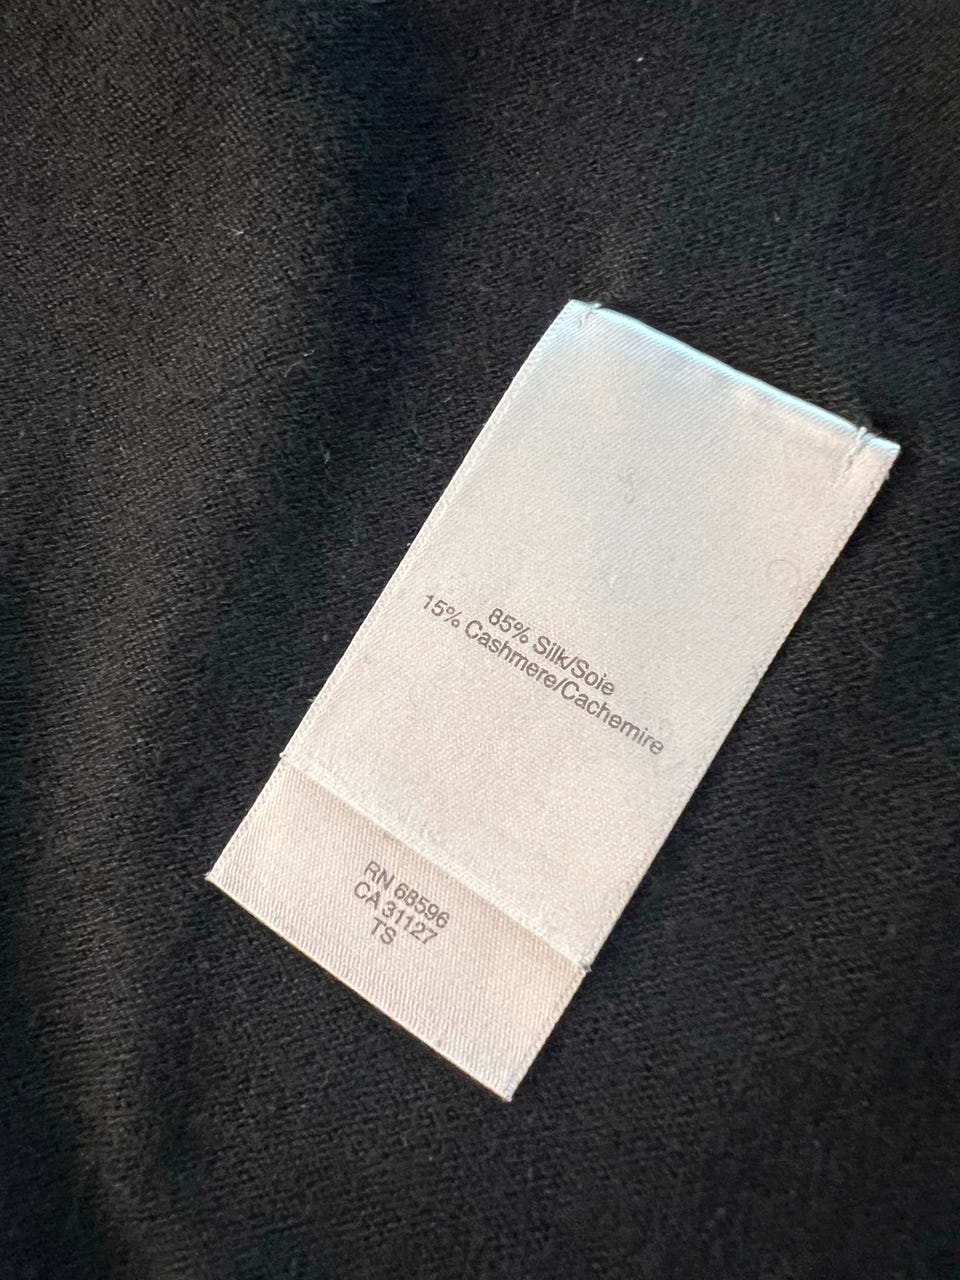 85% Silk/Soie
15% Cashmere/Cachemire
RN 68596
CA 31127
TS